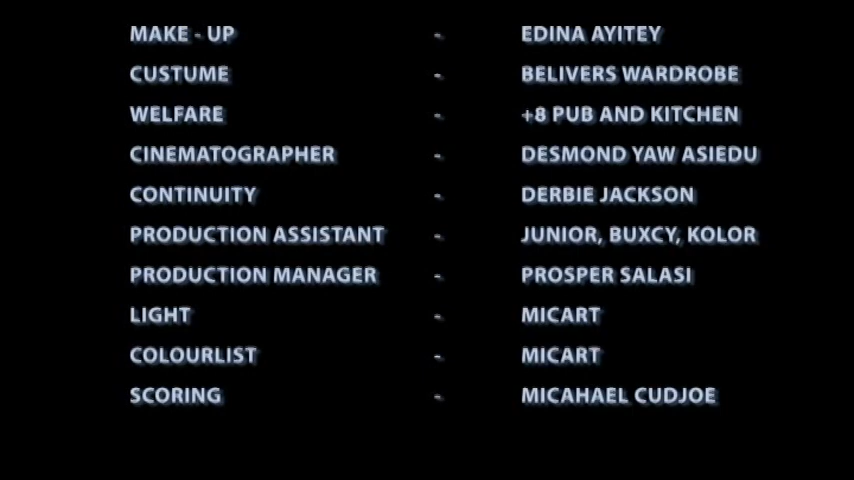 MAKE - UP - EDINA AYITEY
CUSTUME - BELIVERS WARDROBE
WELFARE - +8 PUB AND KITCHEN
CINEMATOGRAPHER - DESMOND YAW ASIEDU
CONTINUITY - DERBIE JACKSON
PRODUCTION ASSISTANT - JUNIOR, BUXCY, KOLOR
PRODUCTION MANAGER - PROSPER SALASI
LIGHT - MICART
COLOURLIST - MICART
SCORING - MICAHAEL CUDJOE